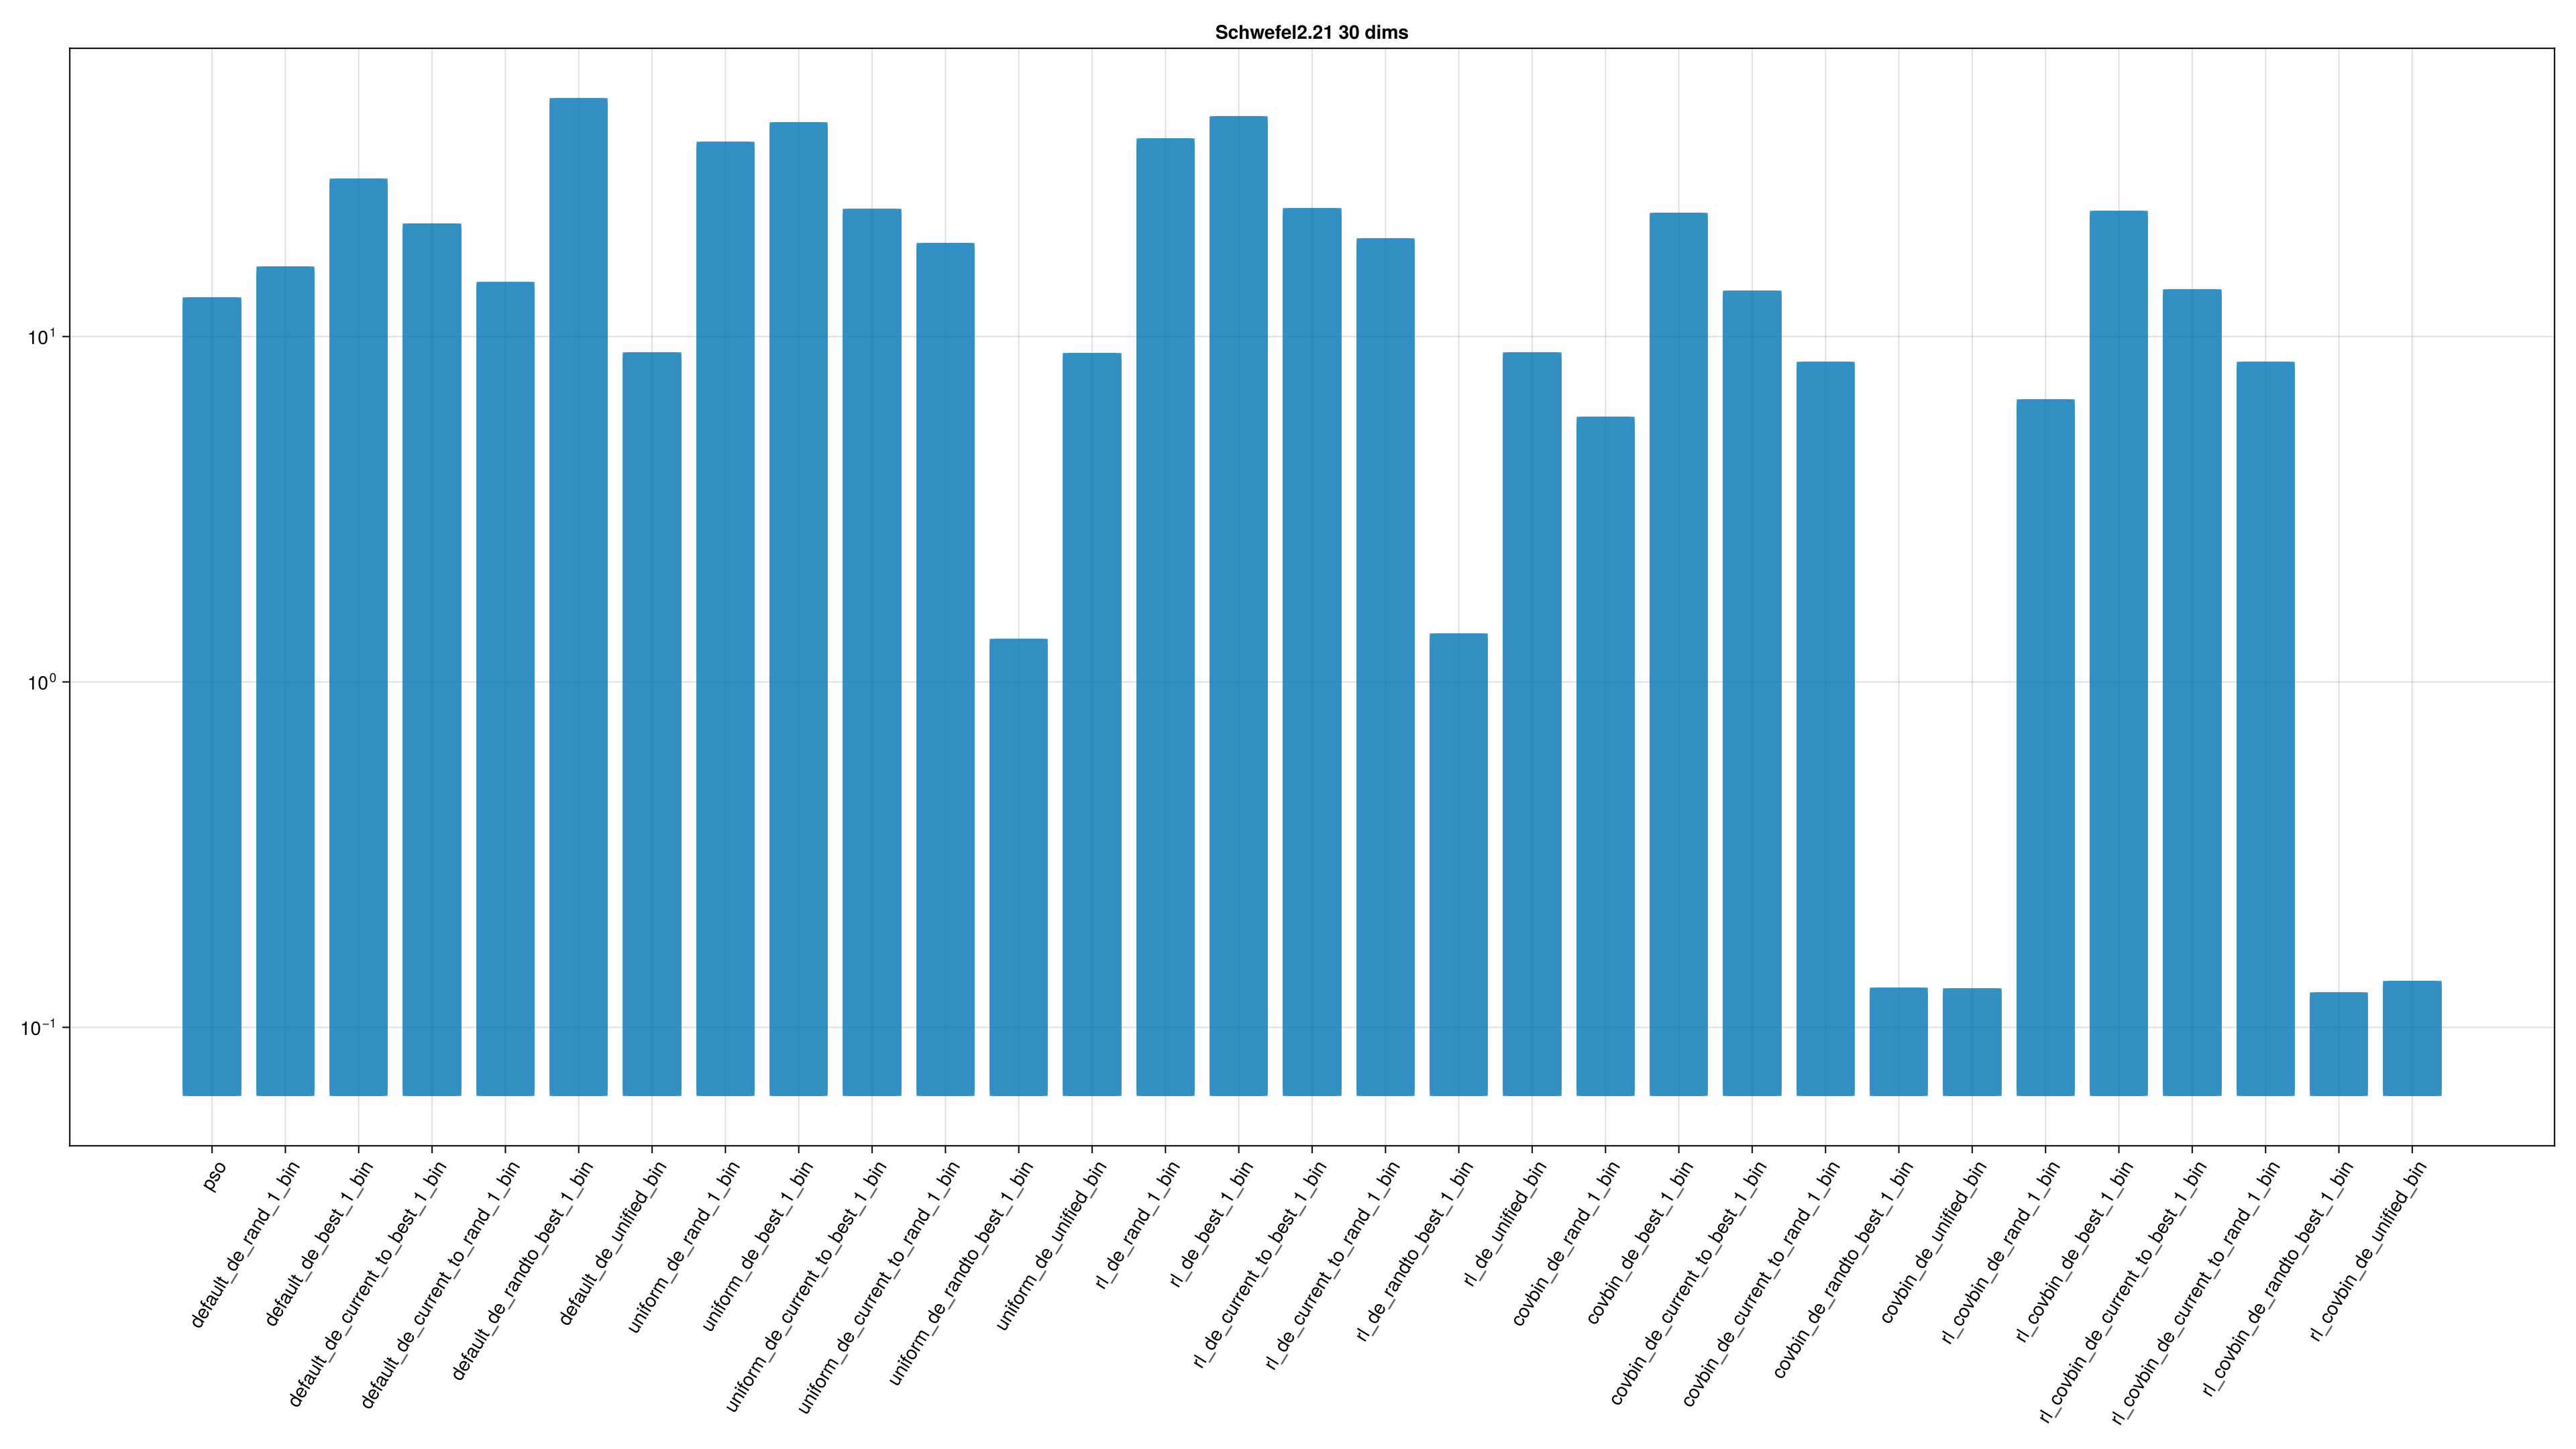 Schwefel2.21 30 dims
10¹
10⁰
10⁻¹
pso
default_de_rand_1_bin
default_de_best_1_bin
default_de_current_to_best_1_bin
default_de_current_to_rand_1_bin
default_de_randto_best_1_bin
default_de_unified_bin
uniform_de_rand_1_bin
uniform_de_best_1_bin
uniform_de_current_to_best_1_bin
uniform_de_current_to_rand_1_bin
uniform_de_randto_best_1_bin
uniform_de_unified_bin
rl_de_rand_1_bin
rl_de_best_1_bin
rl_de_current_to_best_1_bin
rl_de_current_to_rand_1_bin
rl_de_randto_best_1_bin
rl_de_unified_bin
covbin_de_rand_1_bin
covbin_de_best_1_bin
covbin_de_current_to_best_1_bin
covbin_de_current_to_rand_1_bin
covbin_de_randto_best_1_bin
covbin_de_unified_bin
rl_covbin_de_rand_1_bin
rl_covbin_de_best_1_bin
rl_covbin_de_current_to_best_1_bin
rl_covbin_de_current_to_rand_1_bin
rl_covbin_de_randto_best_1_bin
rl_covbin_de_unified_bin